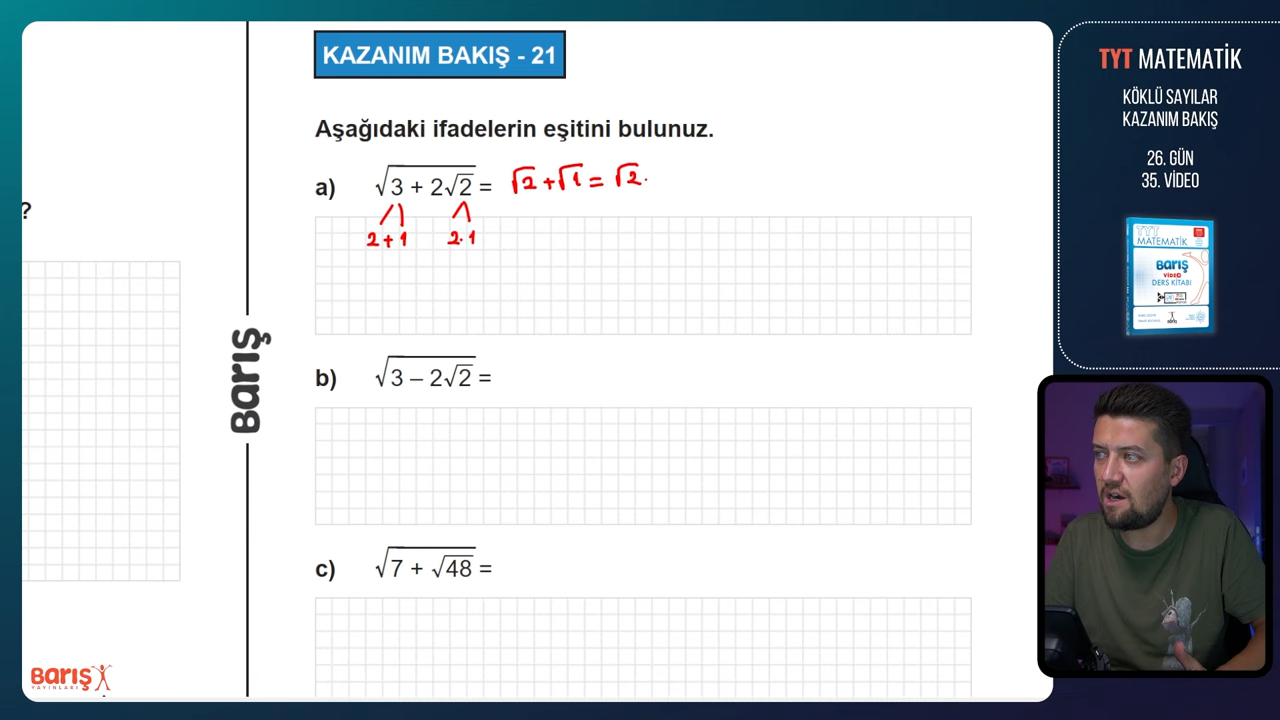 KAZANIM BAKIŞ - 21
Aşağıdaki ifadelerin eşitini bulunuz.
a) √(3 + 2√2) = √2 + √1 = √2
2 + 1 2 . 1
?
b) √(3 – 2√2) =
c) √(7 + √48) =
Barış
Barış
YAYINLARI
TYT MATEMATİK
KÖKLÜ SAYILAR
KAZANIM BAKIŞ
26. GÜN
35. VİDEO
TYT
MATEMATİK
Barış
VİDEO
DERS KİTABI